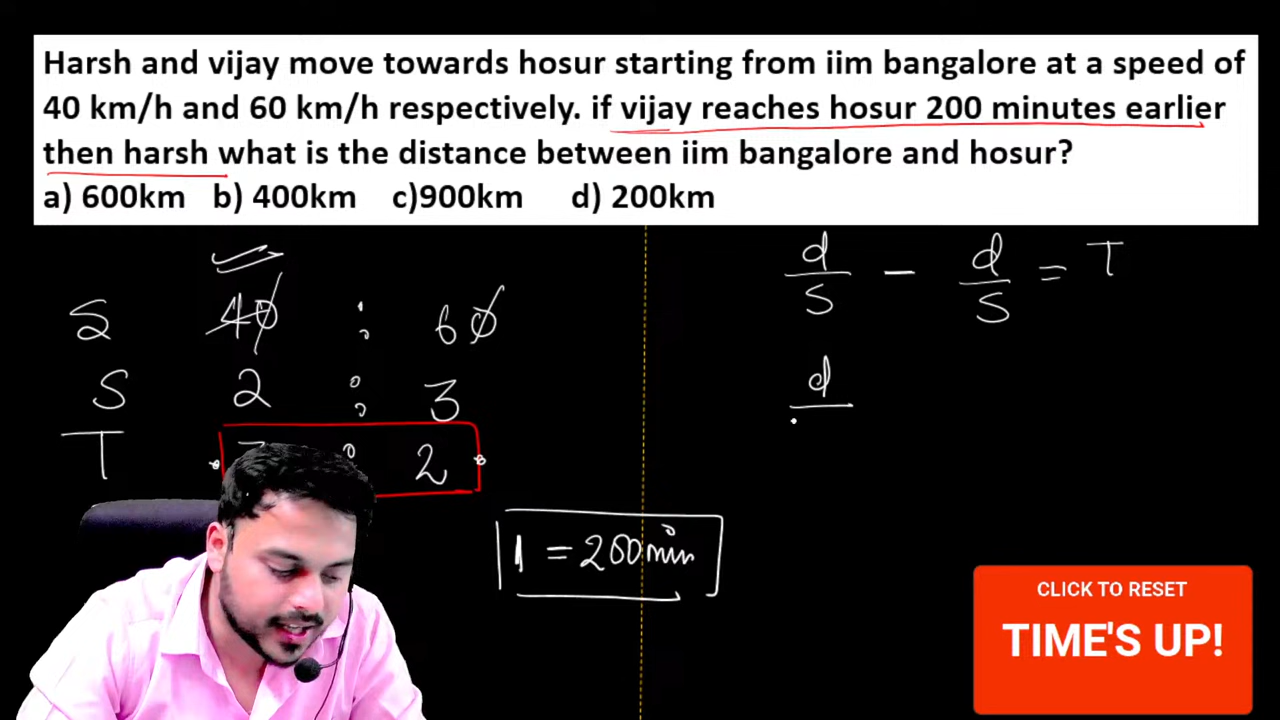 Harsh and vijay move towards hosur starting from iim bangalore at a speed of
40 km/h and 60 km/h respectively. if vijay reaches hosur 200 minutes earlier
then harsh what is the distance between iim bangalore and hosur?
a) 600km b) 400km c)900km d) 200km
S 40 : 60
S 2 : 3
T : 2
1 = 200min
d/S - d/S = T
d
CLICK TO RESET
TIME'S UP!